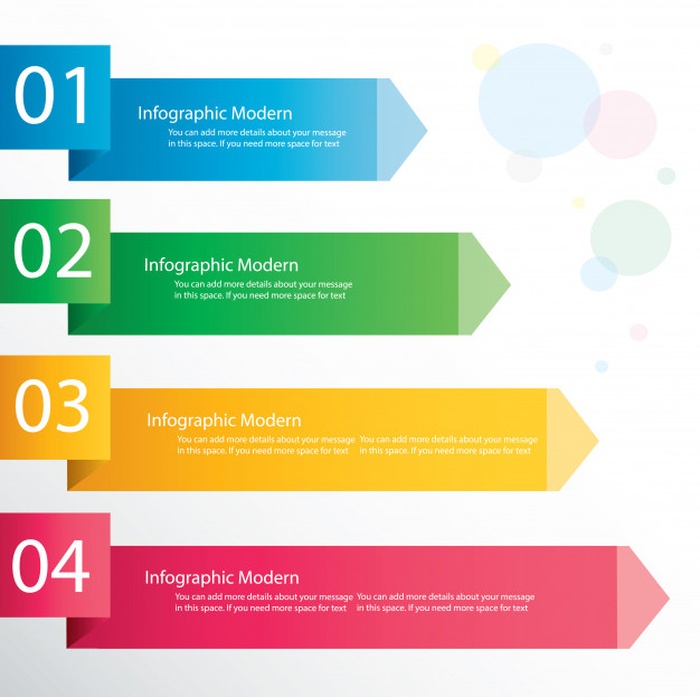 01
Infographic Modern
You can add more details about your message
in this space. If you need more space for text
02
Infographic Modern
You can add more details about your message
in this space. If you need more space for text
03
Infographic Modern
You can add more details about your message You can add more details about your message
in this space. If you need more space for text in this space. If you need more space for text
04
Infographic Modern
You can add more details about your message You can add more details about your message
in this space. If you need more space for text in this space. If you need more space for text